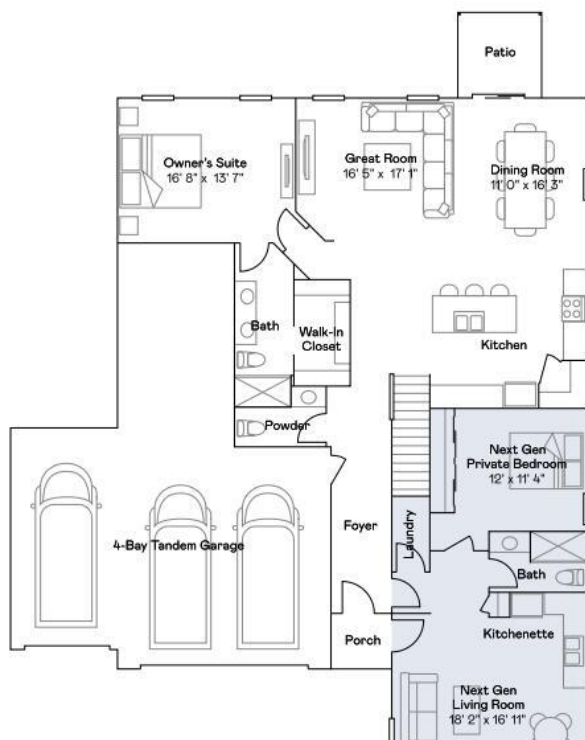 Patio
Owner's Suite
16' 8" x 13' 7"
Great Room
16' 5" x 17' 1"
Dining Room
11' 0" x 16' 3"
Bath
Walk-In
Closet
Kitchen
Powder
Next Gen
Private Bedroom
12' x 11' 4"
4-Bay Tandem Garage
Foyer
Laundry
Bath
Porch
Kitchenette
Next Gen
Living Room
18' 2" x 16' 11"